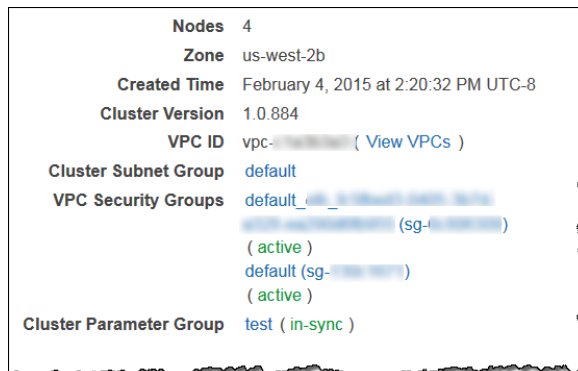 Nodes 4
Zone us-west-2b
Created Time February 4, 2015 at 2:20:32 PM UTC-8
Cluster Version 1.0.884
VPC ID vpc- ( View VPCs )
Cluster Subnet Group default
VPC Security Groups default_
(sg- )
( active )
default (sg- )
( active )
Cluster Parameter Group test ( in-sync )